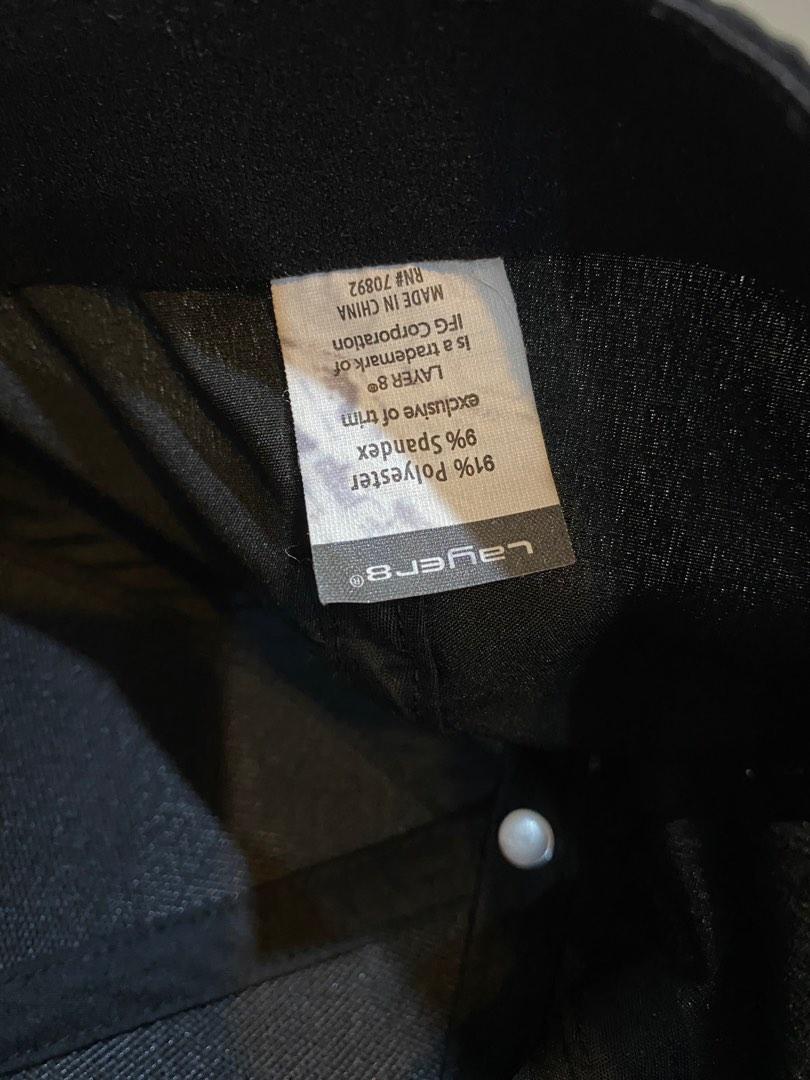 Layer8®
91% Polyester
9% Spandex
exclusive of trim
LAYER 8®
is a trademark of
IFG Corporation
MADE IN CHINA
RN# 70892